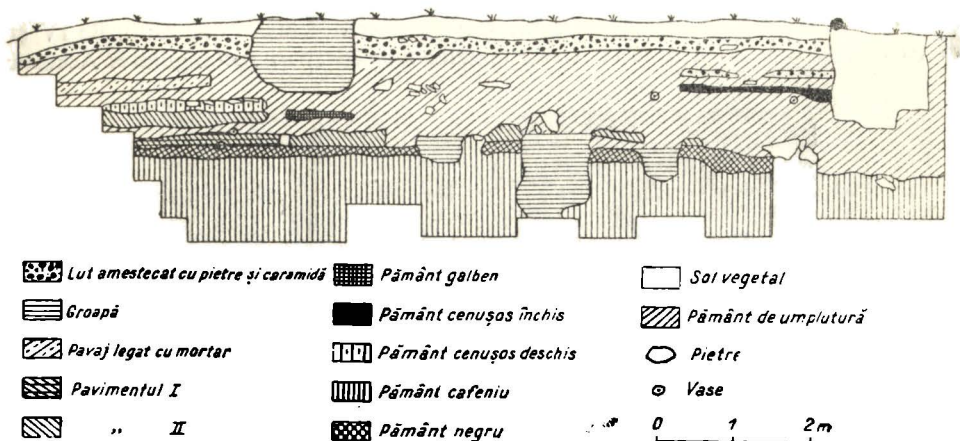 Lut amestecat cu pietre și caramidă
Groapă
Pavaj legat cu mortar
Pavimentul I
„ II
Pământ galben
Pământ cenușos închis
Pământ cenușos deschis
Pământ cafeniu
Pământ negru
Sol vegetal
Pământ de umplutură
Pietre
Vase
0 1 2m